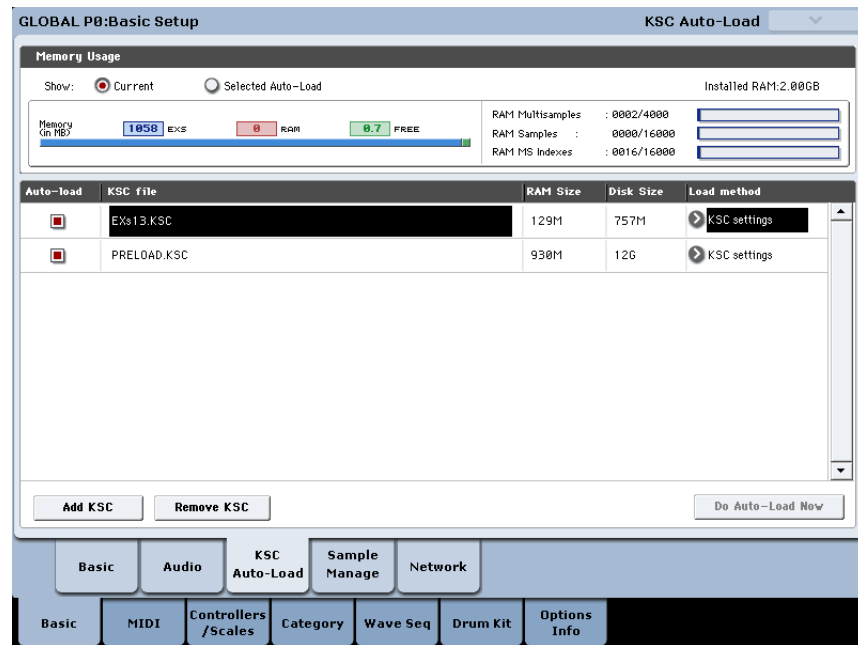 GLOBAL P0:Basic Setup KSC Auto-Load
Memory Usage
Show: Current Selected Auto-Load Installed RAM:2.00GB
Memory (in MB) 1058 EXS 0 RAM 0.7 FREE
RAM Multisamples : 0002/4000
RAM Samples : 0000/16000
RAM MS Indexes : 0016/16000
Auto-load KSC file RAM Size Disk Size Load method
EXs13.KSC 129M 757M KSC settings
PRELOAD.KSC 930M 12G KSC settings
Add KSC Remove KSC Do Auto-Load Now
Basic Audio KSC Auto-Load Sample Manage Network
Basic MIDI Controllers /Scales Category Wave Seq Drum Kit Options Info